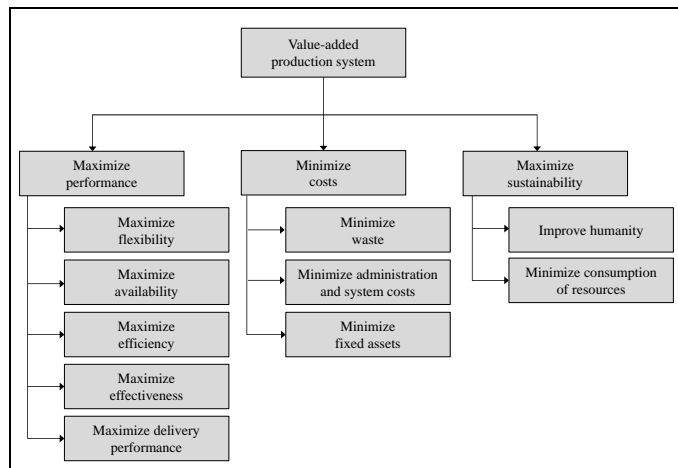 Value-added
production system
Maximize
performance
Minimize
costs
Maximize
sustainability
Maximize
flexibility
Maximize
availability
Maximize
efficiency
Maximize
effectiveness
Maximize delivery
performance
Minimize
waste
Minimize administration
and system costs
Minimize
fixed assets
Improve humanity
Minimize consumption
of resources